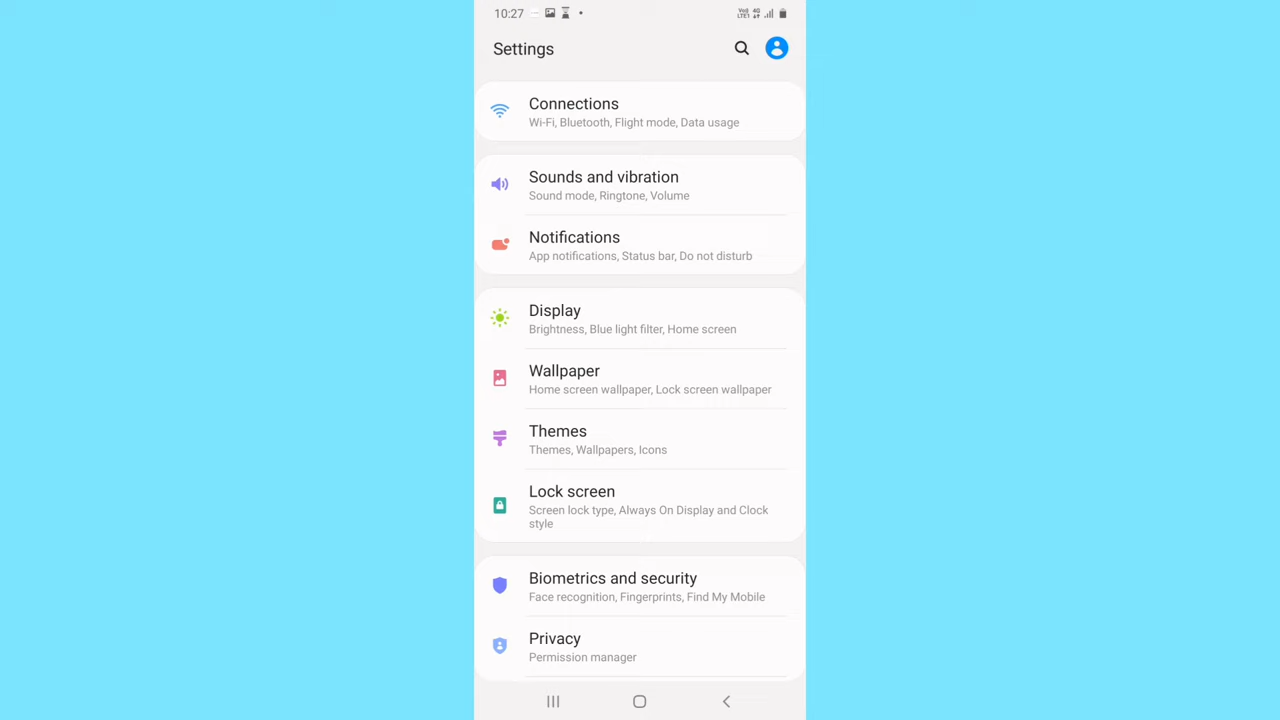 10:27
Vo) 4G
LTE1
Settings
Connections
Wi-Fi, Bluetooth, Flight mode, Data usage
Sounds and vibration
Sound mode, Ringtone, Volume
Notifications
App notifications, Status bar, Do not disturb
Display
Brightness, Blue light filter, Home screen
Wallpaper
Home screen wallpaper, Lock screen wallpaper
Themes
Themes, Wallpapers, Icons
Lock screen
Screen lock type, Always On Display and Clock
style
Biometrics and security
Face recognition, Fingerprints, Find My Mobile
Privacy
Permission manager